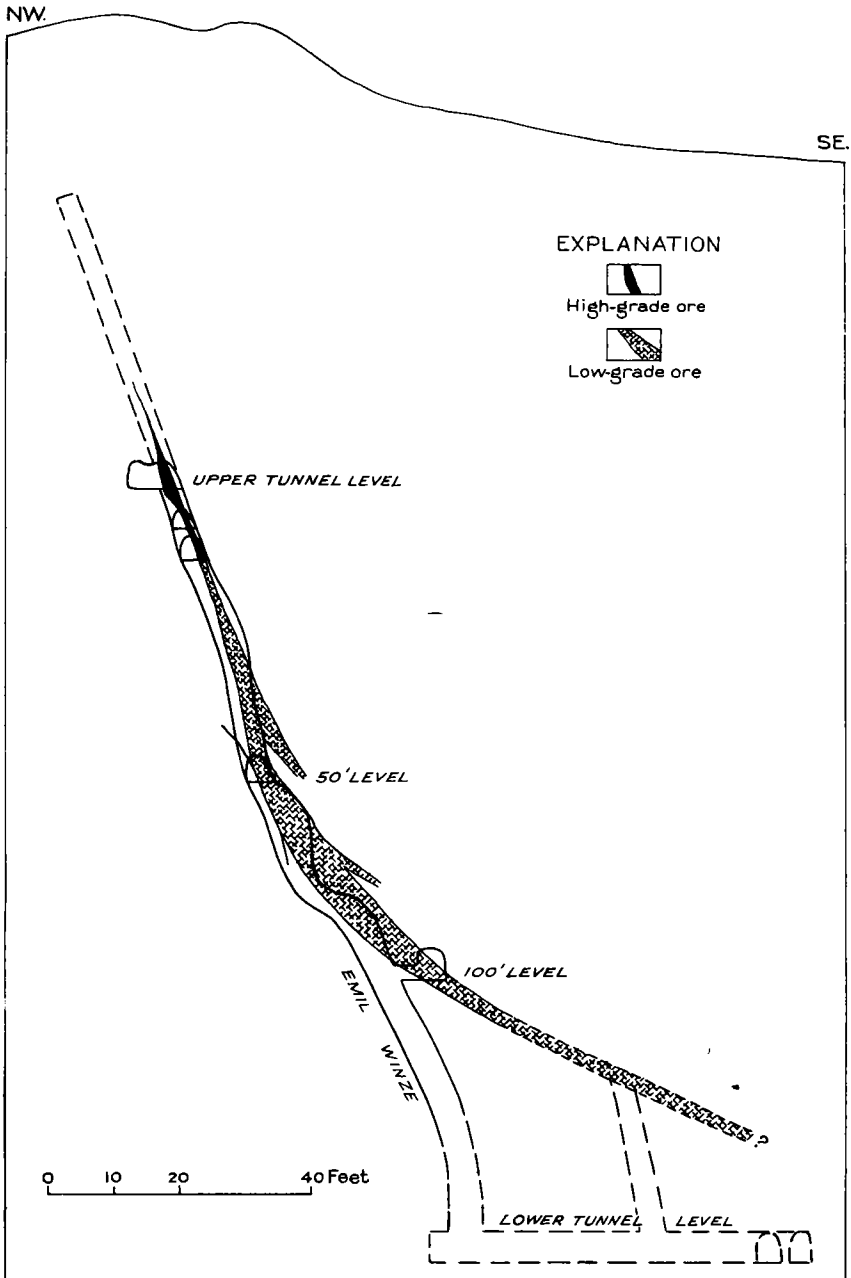 NW.
SE.
EXPLANATION
High-grade ore
Low-grade ore
UPPER TUNNEL LEVEL
50' LEVEL
100' LEVEL
EMIL
WINZE
?
0 10 20 40 Feet
LOWER TUNNEL LEVEL